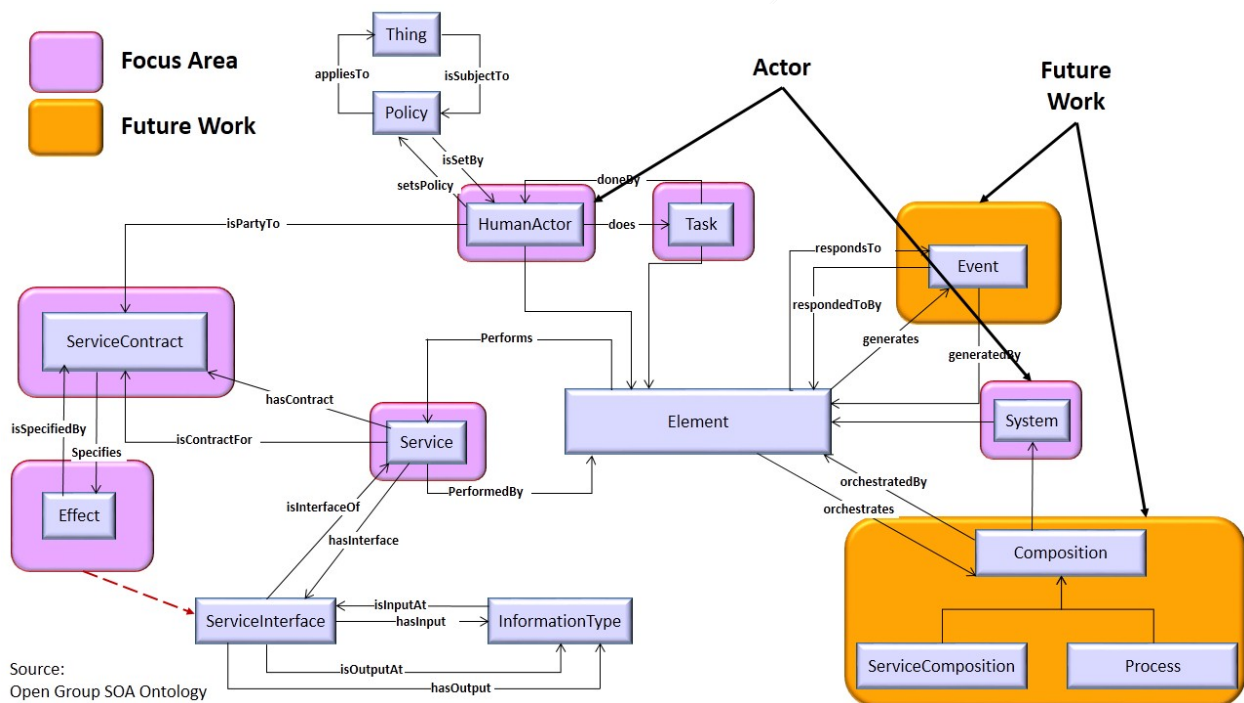 Focus Area
Future Work
Thing
appliesTo
isSubjectTo
Policy
isSetBy
setsPolicy
Actor
Future
Work
doneBy
HumanActor
does
Task
isPartyTo
respondsTo
Event
respondedToBy
generates
generatedBy
ServiceContract
Performs
hasContract
isSpecifiedBy
isContractFor
Service
Element
System
Specifies
Effect
PerformedBy
isInterfaceOf
hasInterface
orchestratedBy
orchestrates
Composition
ServiceInterface
isInputAt
hasInput
InformationType
isOutputAt
hasOutput
ServiceComposition
Process
Source:
Open Group SOA Ontology